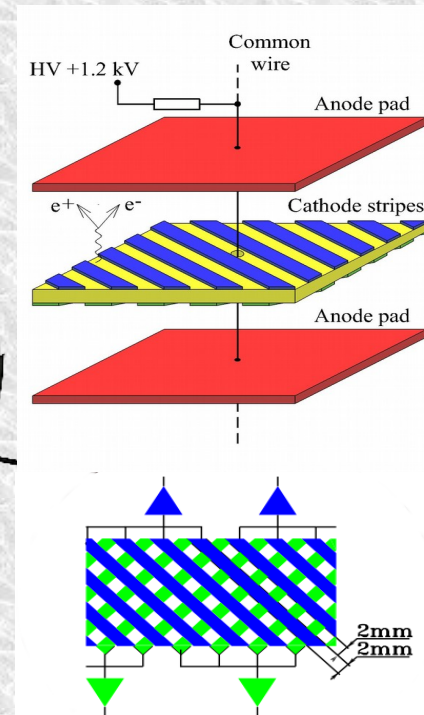 Common
wire
HV +1.2 kV
Anode pad
e+ e-
Cathode stripes
Anode pad
2mm
2mm